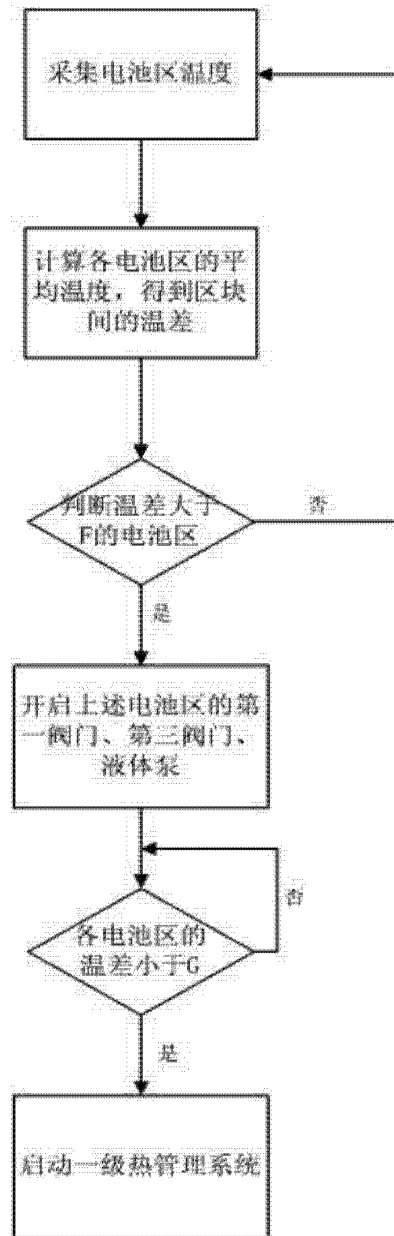 采集电池区温度
计算各电池区的平
均温度，得到区块
间的温差
判断温差大于
F的电池区
否
是
开启上述电池区的第
一阀门、第三阀门、
液体泵
否
各电池区的
温差小于G
是
启动一级热管理系统